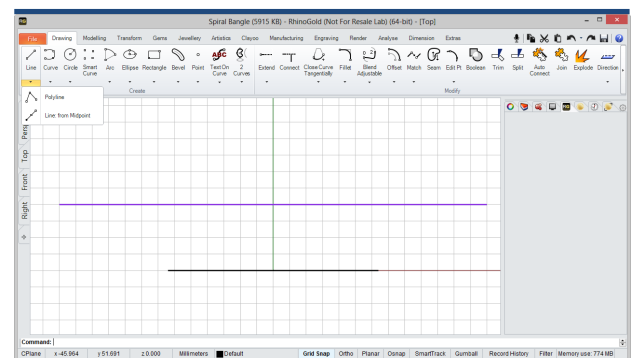 Spiral Bangle (5915 KB) - RhinoGold (Not For Resale Lab) (64-bit) - [Top]
File Drawing Modelling Transform Gems Jewellery Artistics Clayoo Manufacturing Engraving Render Analyse Dimension Extras
Line Curve Circle Smart Curve Arc Ellipse Rectangle Bevel Point Text On Curve 2 Curves Extend Connect Close Curve Tangentially Fillet Blend Adjustable Offset Match Seam Edit Pt Boolean Trim Split Auto Connect Join Explode Direction
Create Modify
Polyline
Line: from Midpoint
Top
Front
Right
Command:
CPlane x -45.964 y 51.691 z 0.000 Millimeters Default Grid Snap Ortho Planar Osnap SmartTrack Gumball Record History Filter Memory use: 774 MB